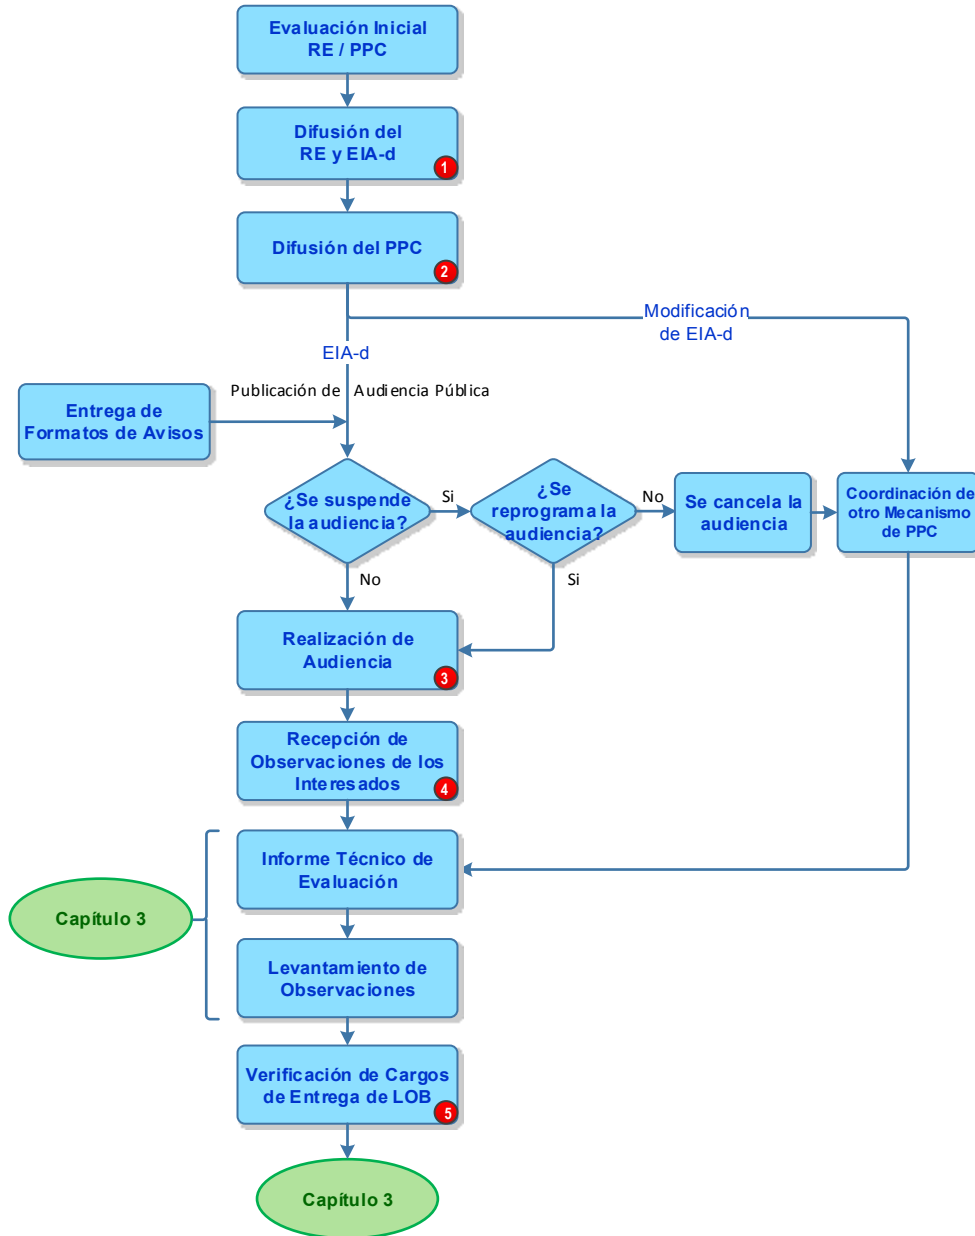 Evaluación Inicial
RE / PPC
Difusión del
RE y EIA-d
1
Difusión del PPC
2
Modificación
de EIA-d
EIA-d
Publicación de Audiencia Pública
Entrega de
Formatos de Avisos
¿Se suspende
la audiencia?
Si
¿Se
reprograma la
audiencia?
No
Se cancela la
audiencia
Coordinación de
otro Mecanismo
de PPC
No
Si
Realización de
Audiencia
3
Recepción de
Observaciones de los
Interesados
4
Informe Técnico de
Evaluación
Capítulo 3
Levantamiento de
Observaciones
Verificación de Cargos
de Entrega de LOB
5
Capítulo 3